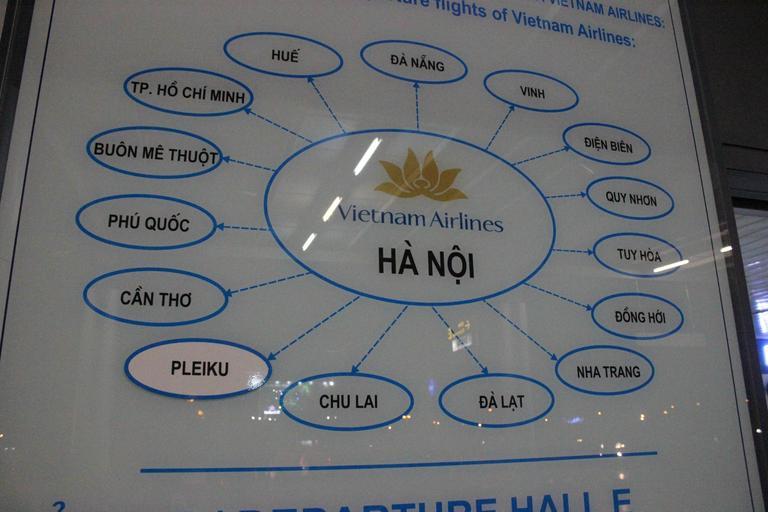 VIETNAM AIRLINES:
flights of Vietnam Airlines:
HUẾ
ĐÀ NẴNG
VINH
TP. HỒ CHÍ MINH
ĐIỆN BIÊN
BUÔN MÊ THUỘT
QUY NHƠN
PHÚ QUỐC
Vietnam Airlines
HÀ NỘI
TUY HÒA
CẦN THƠ
ĐỒNG HỚI
PLEIKU
NHA TRANG
CHU LAI
ĐÀ LẠT
DEPARTURE HALL E